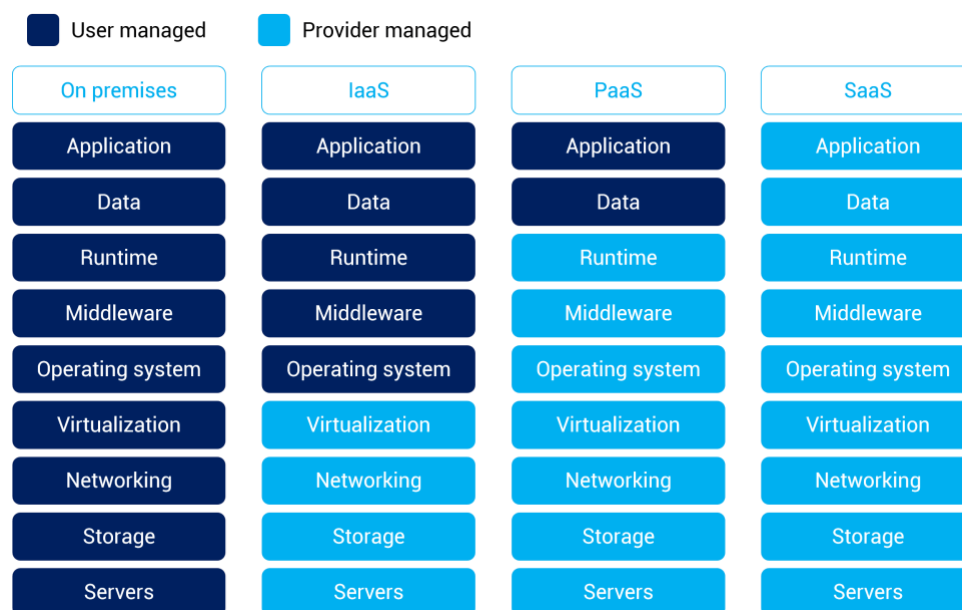 User managed Provider managed
On premises IaaS PaaS SaaS
Application Application Application Application
Data Data Data Data
Runtime Runtime Runtime Runtime
Middleware Middleware Middleware Middleware
Operating system Operating system Operating system Operating system
Virtualization Virtualization Virtualization Virtualization
Networking Networking Networking Networking
Storage Storage Storage Storage
Servers Servers Servers Servers